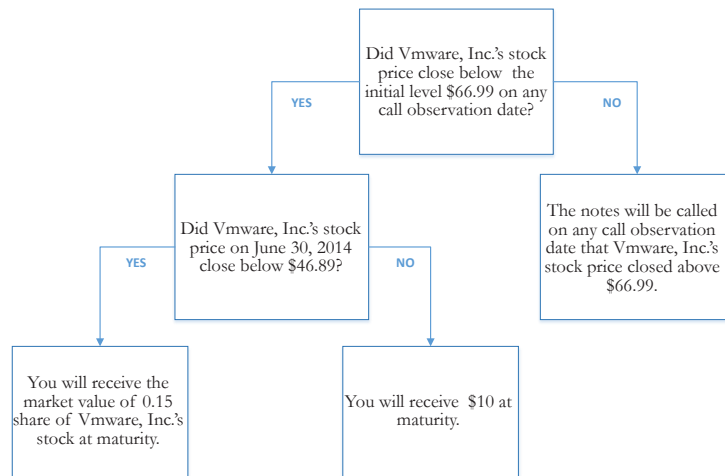 Did Vmware, Inc.'s stock
price close below the
initial level $66.99 on any
call observation date?
YES
NO
Did Vmware, Inc.'s stock
price on June 30, 2014
close below $46.89?
The notes will be called
on any call observation
date that Vmware, Inc.'s
stock price closed above
$66.99.
YES
NO
You will receive the
market value of 0.15
share of Vmware, Inc.'s
stock at maturity.
You will receive $10 at
maturity.